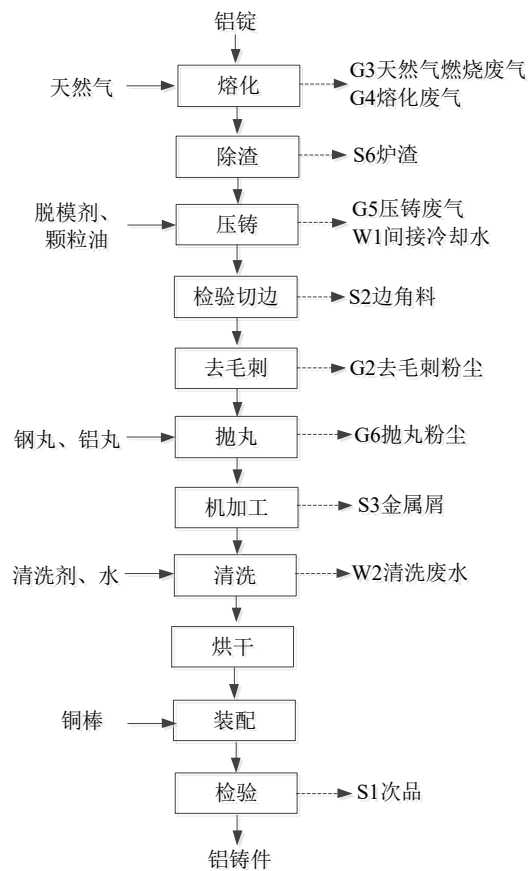 铝锭
天然气
熔化
G3天然气燃烧废气
G4熔化废气
除渣
S6炉渣
脱模剂、
颗粒油
压铸
G5压铸废气
W1间接冷却水
检验切边
S2边角料
去毛刺
G2去毛刺粉尘
钢丸、铝丸
抛丸
G6抛丸粉尘
机加工
S3金属屑
清洗剂、水
清洗
W2清洗废水
烘干
铜棒
装配
检验
S1次品
铝铸件